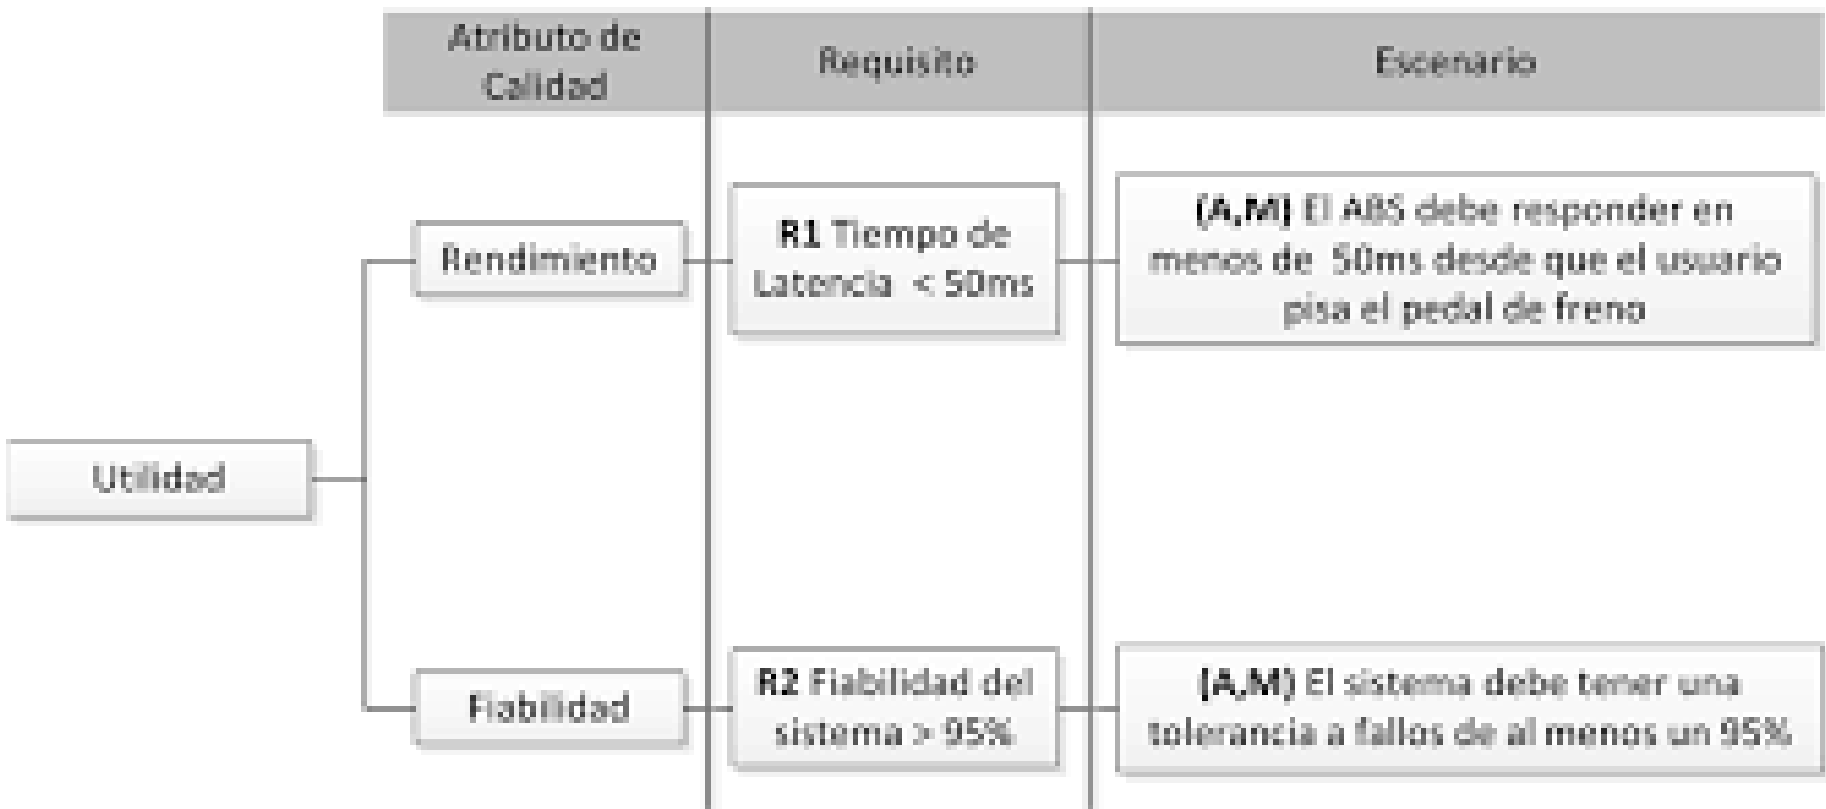 Atributo de
Calidad
Requisito
Escenario
Rendimiento
R1 Tiempo de
Latencia < 50ms
(A,M) El ABS debe responder en
menos de 50ms desde que el usuario
pisa el pedal de freno
Utilidad
Fiabilidad
R2 Fiabilidad del
sistema > 95%
(A,M) El sistema debe tener una
tolerancia a fallos de al menos un 95%